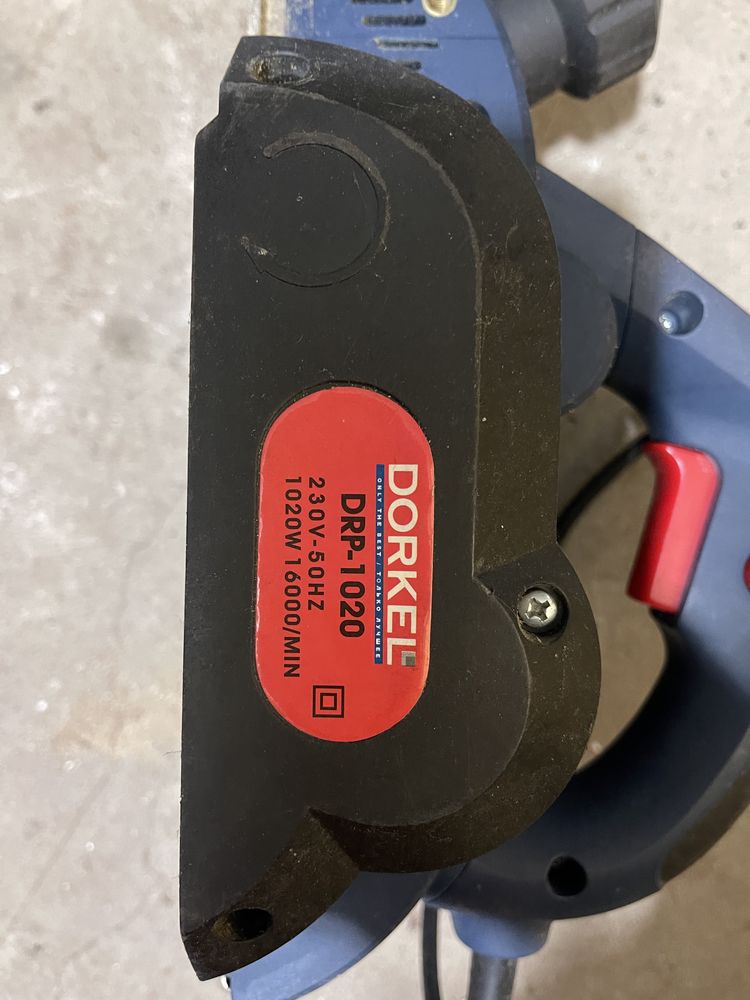 DORKEL
ONLY THE BEST / ТОЛЬКО ЛУЧШЕЕ
DRP-1020
230V-50HZ
1020W 16000/MIN